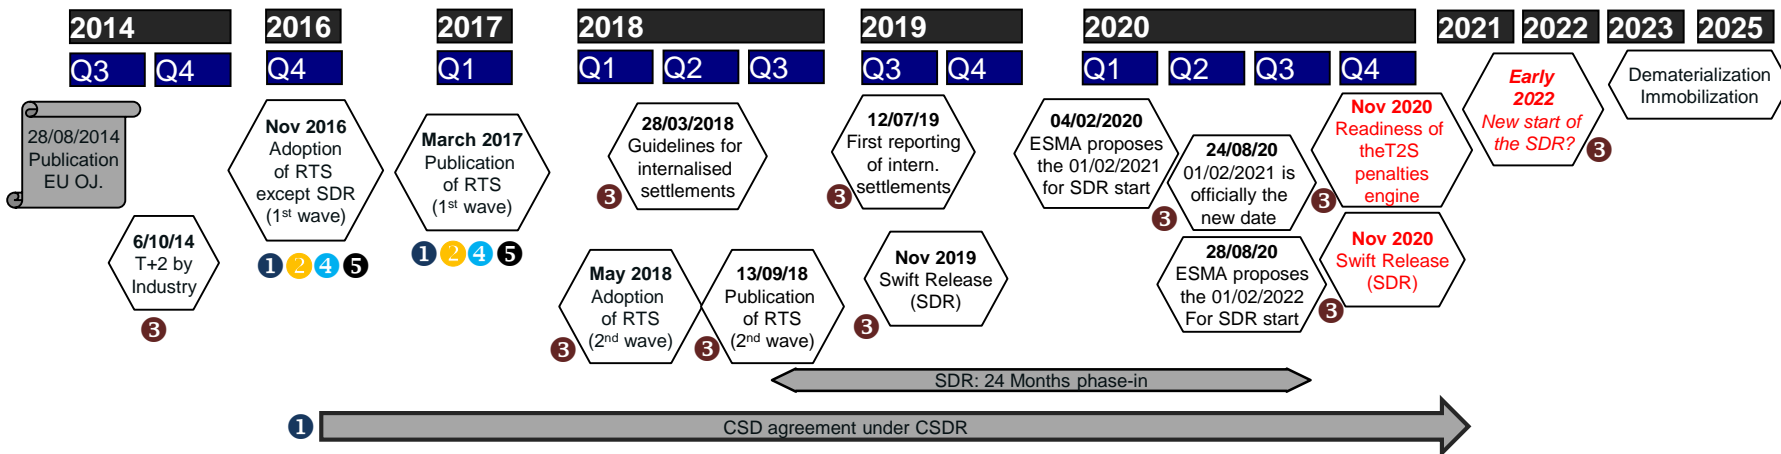 2014
2016
2017
2018
2019
2020
2021
2022
2023
2025
Q3
Q4
Q4
Q1
Q1
Q2
Q3
Q3
Q4
Q1
Q2
Q3
Q4
28/08/2014
Publication
EU OJ.
6/10/14
T+2 by
Industry
3
Nov 2016
Adoption
of RTS
except SDR
(1st wave)
1 2 4 5
March 2017
Publication
of RTS
(1st wave)
1 2 4 5
28/03/2018
Guidelines for
internalised
settlements
3
May 2018
Adoption
of RTS
(2nd wave)
3
13/09/18
Publication
of RTS
(2nd wave)
3
12/07/19
First reporting
of intern.
settlements
3
Nov 2019
Swift Release
(SDR)
3
04/02/2020
ESMA proposes
the 01/02/2021
for SDR start
3
24/08/20
01/02/2021 is
officially the
new date
3
28/08/20
ESMA proposes
the 01/02/2022
For SDR start
3
Nov 2020
Readiness of
theT2S
penalties
engine
Nov 2020
Swift Release
(SDR)
Early
2022
New start of
the SDR?
3
Dematerialization
Immobilization
SDR: 24 Months phase-in
1
CSD agreement under CSDR